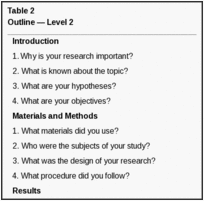 Table 2
Outline — Level 2
Introduction
1. Why is your research important?
2. What is known about the topic?
3. What are your hypotheses?
4. What are your objectives?
Materials and Methods
1. What materials did you use?
2. Who were the subjects of your study?
3. What was the design of your research?
4. What procedure did you follow?
Results